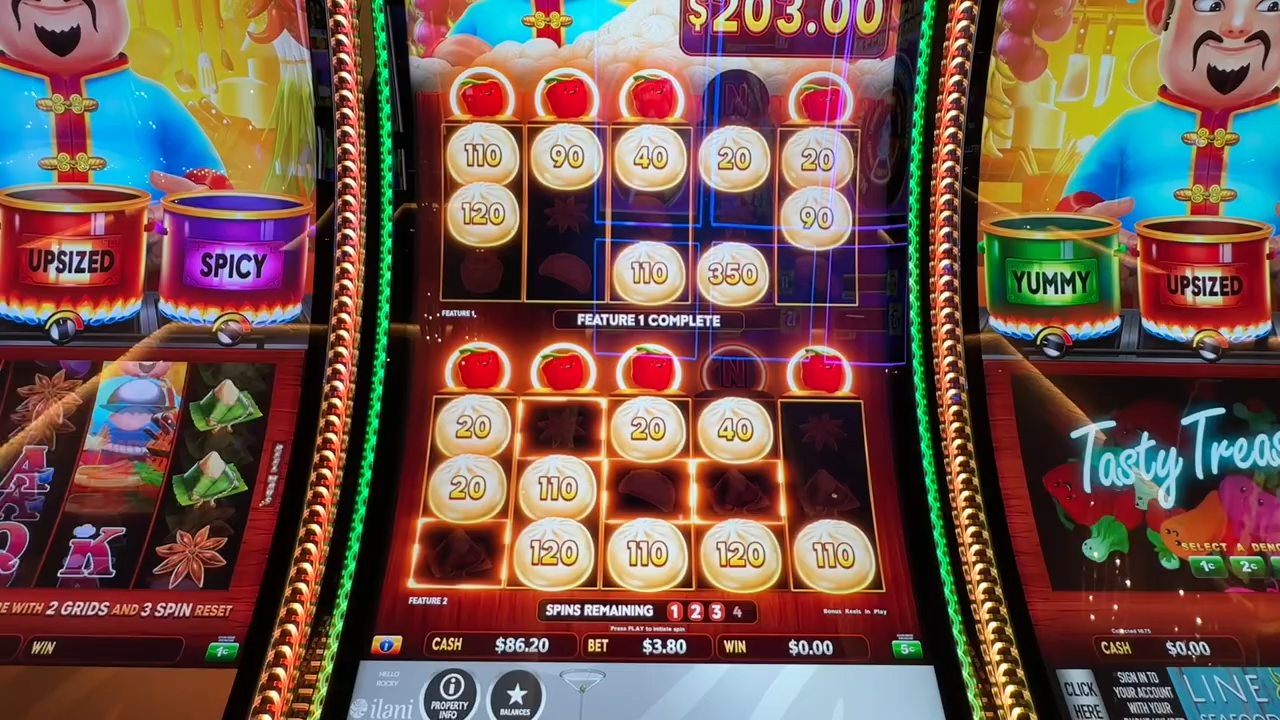 $203.00
N
110 90 40 20 20
120 90
110 350
FEATURE 1
FEATURE 1 COMPLETE
N
20 20 40
20 110
120 110 120 110
FEATURE 2
SPINS REMAINING 1 2 3 4
Bonus Reels In Play
Press PLAY to initiate spin
CASH $86.20 BET $3.80 WIN $0.00 5¢
HELLO
ROCKY
ilani
PROPERTY
INFO
BALANCES
UPSIZED SPICY
A
Q K
RE WITH 2 GRIDS AND 3 SPIN RESET
WIN 1¢
YUMMY UPSIZED
Tasty Treas
SELECT A DENO
1¢ 2¢
CASH $0.00
CLICK
HERE
SIGN IN TO
YOUR ACCOUNT
WITH YOUR
LINE